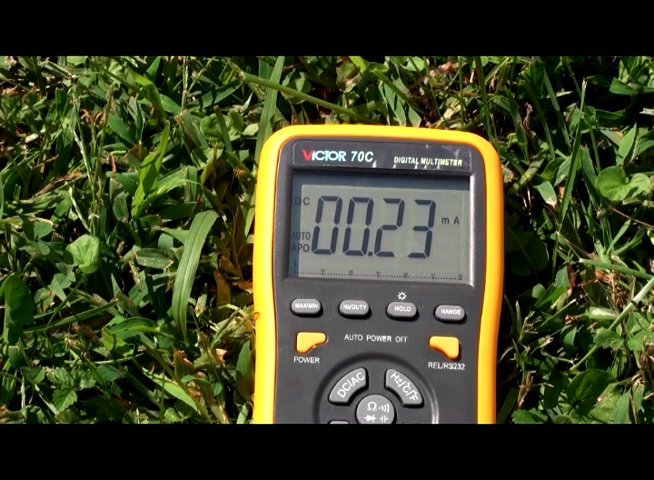 VICTOR 70C
DIGITAL MULTIMETER
DC
00.23 mA
AUTO
APO
MAX/MIN Hz/DUTY HOLD RANGE
AUTO POWER OFF
POWER REL/RS232
DC/AC Hz/C/F
Ω